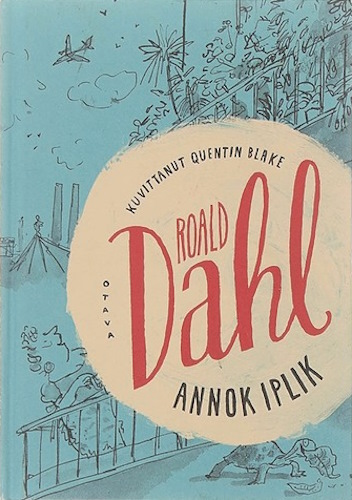 KUVITTANUT QUENTIN BLAKE
ROALD
Dahl
OTAVA
ANNOK IPLIK